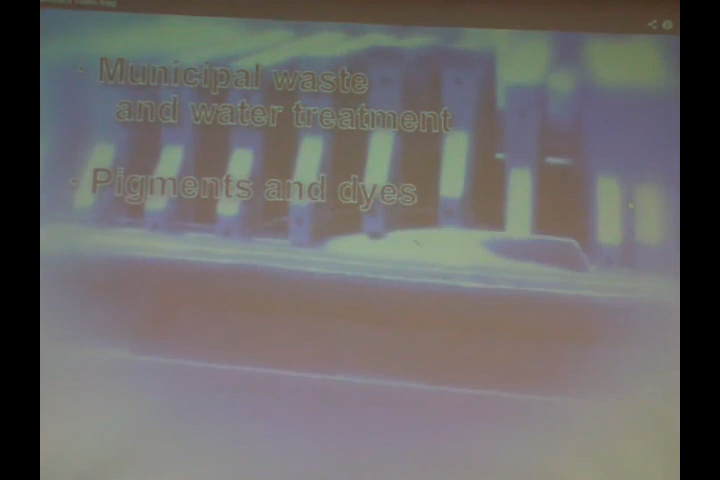 • Municipal waste
and water treatment
• Pigments and dyes